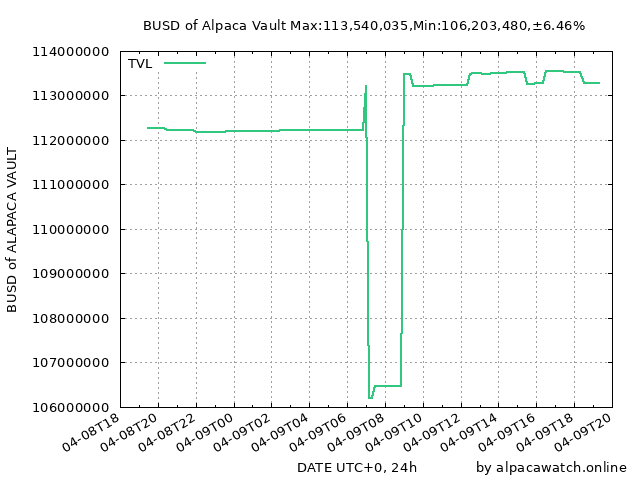 BUSD of Alpaca Vault Max:113,540,035,Min:106,203,480,±6.46%
TVL
114000000
113000000
112000000
111000000
110000000
109000000
108000000
107000000
106000000
BUSD of ALAPACA VAULT
04-08T18
04-08T20
04-08T22
04-09T00
04-09T02
04-09T04
04-09T06
04-09T08
04-09T10
04-09T12
04-09T14
04-09T16
04-09T18
04-09T20
DATE UTC+0, 24h
by alpacawatch.online